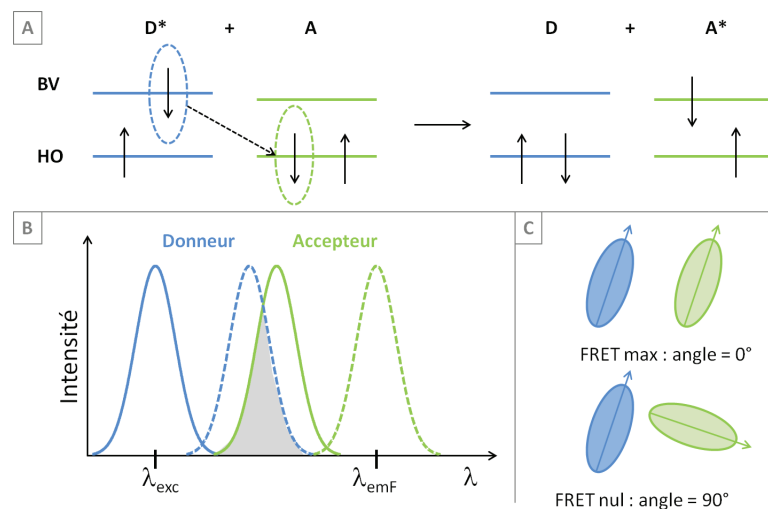 A
D* + A D + A*
BV
HO
B
Donneur Accepteur
Intensité
λexc λemF λ
C
FRET max : angle = 0°
FRET nul : angle = 90°